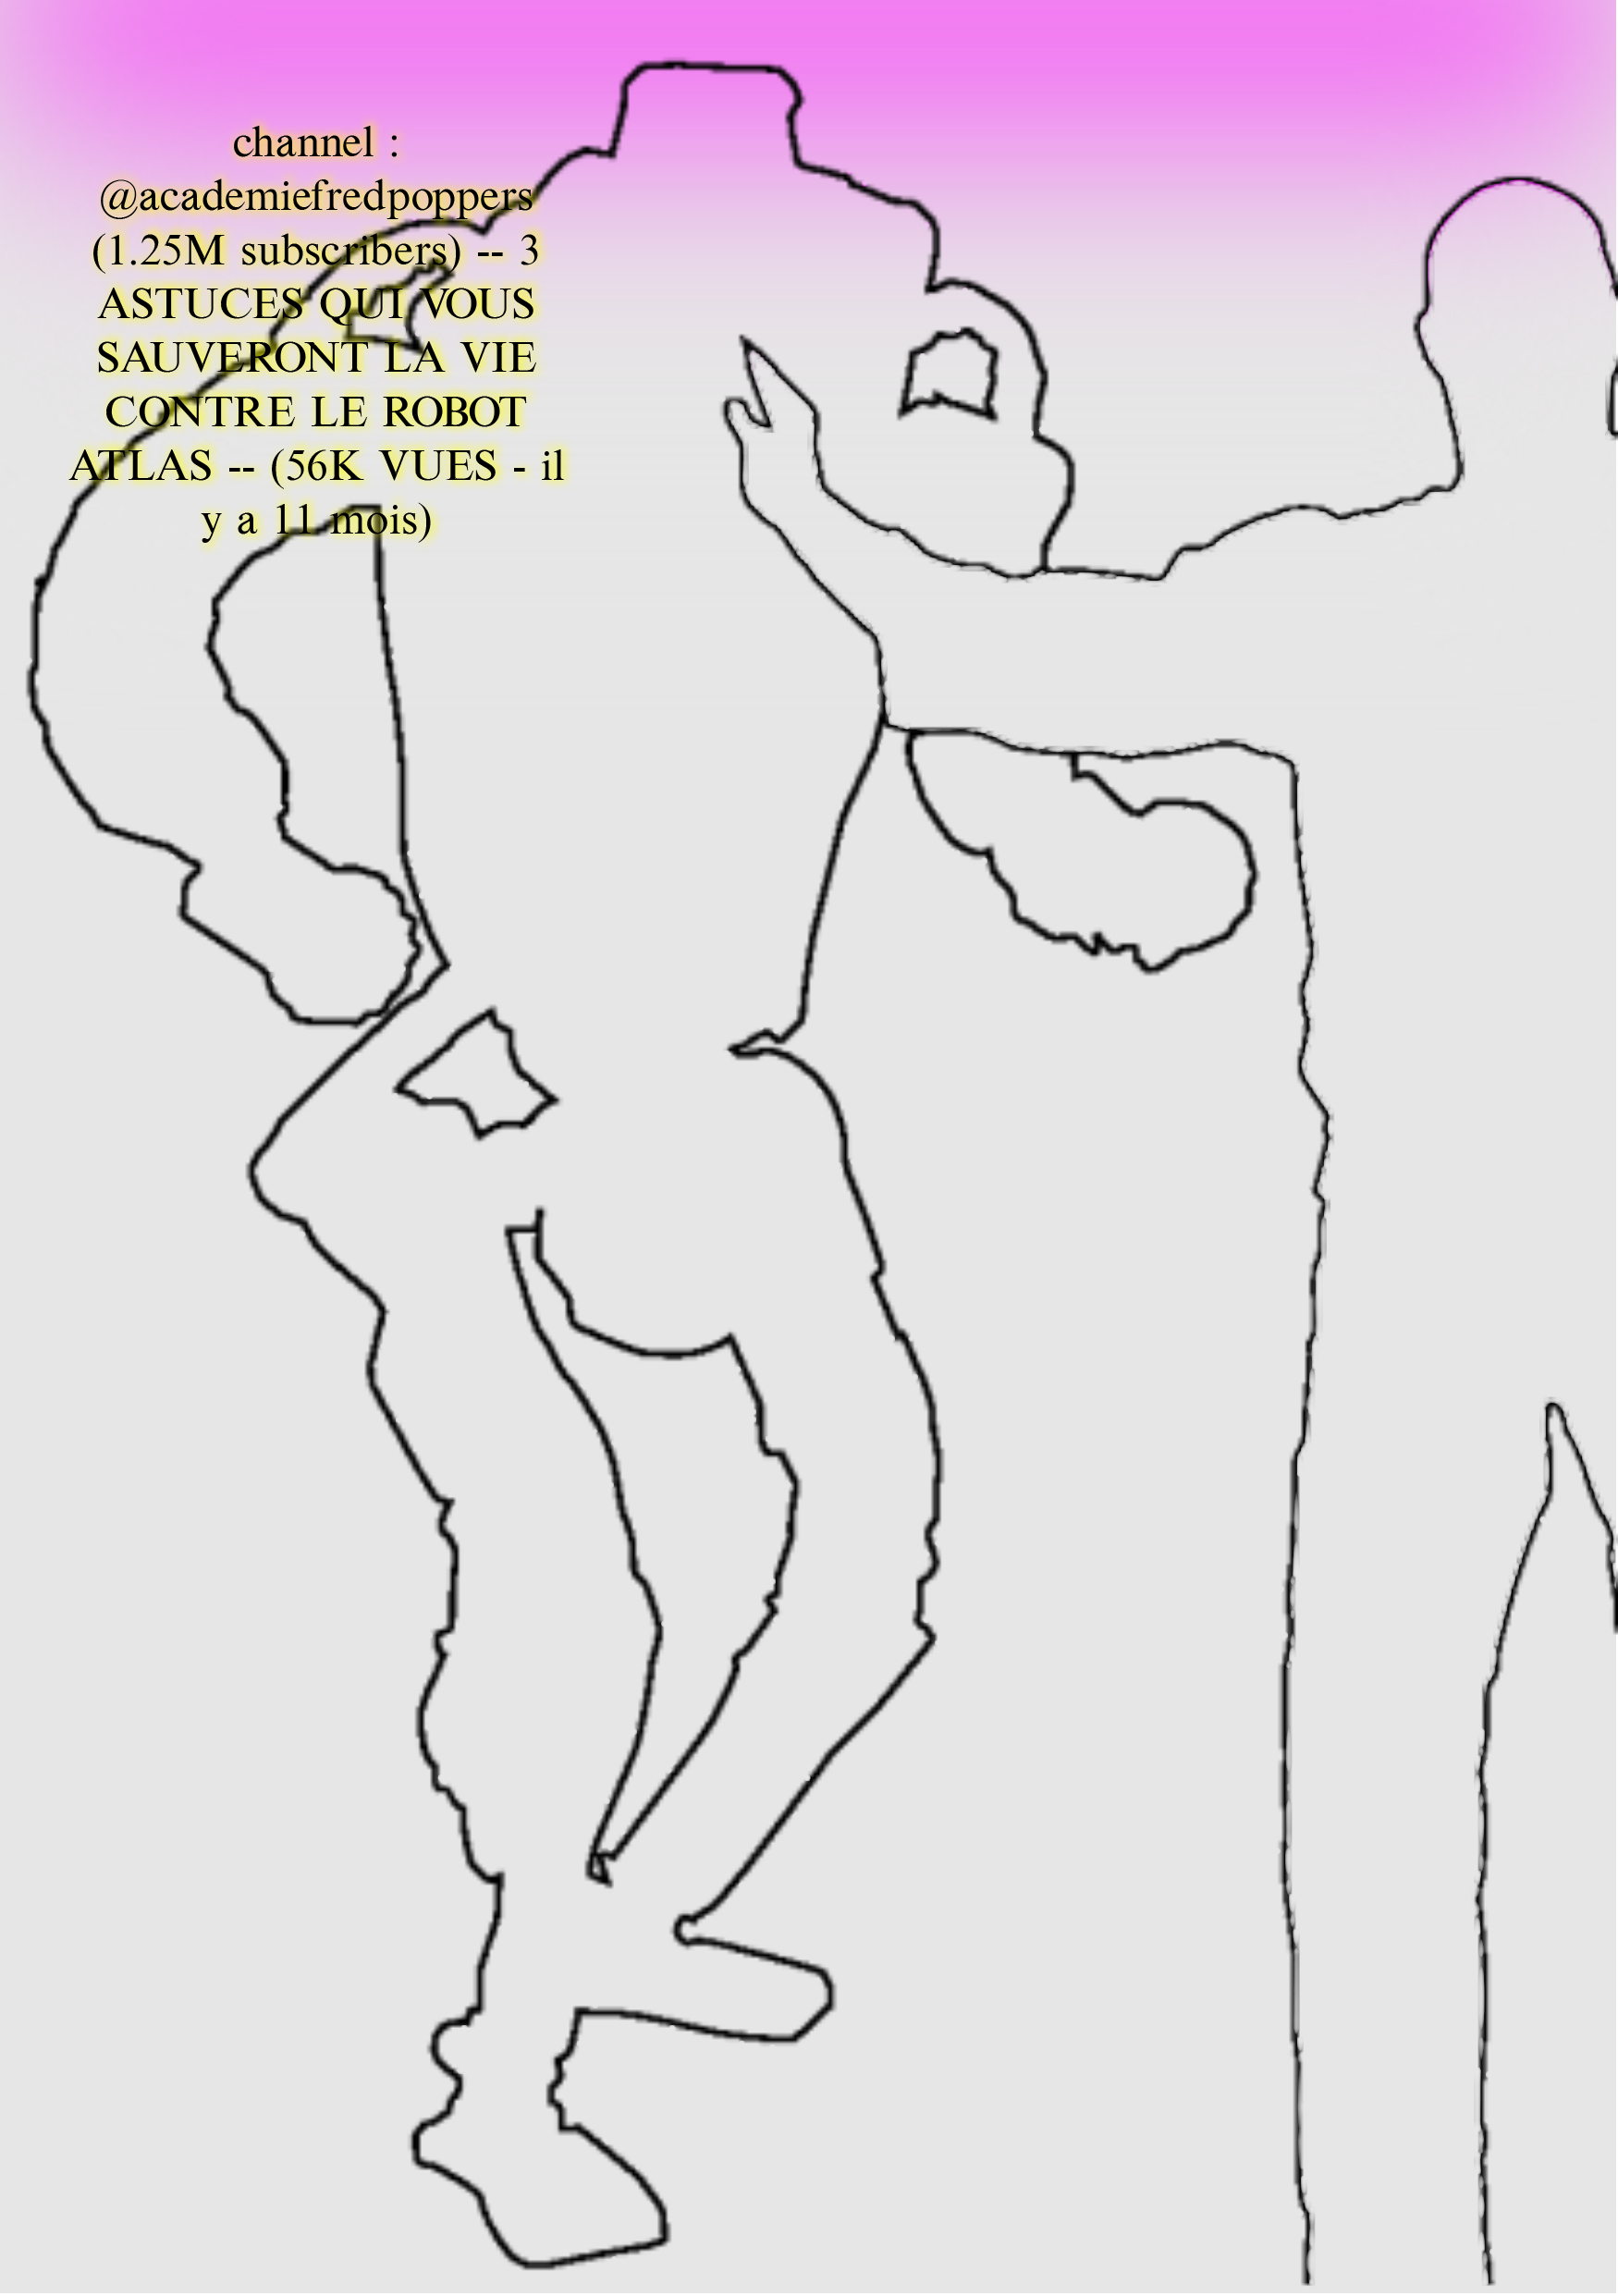 channel :
@academiefredpoppers
(1.25M subscribers) -- 3
ASTUCES QUI VOUS
SAUVERONT LA VIE
CONTRE LE ROBOT
ATLAS -- (56K VUES - il
y a 11 mois)